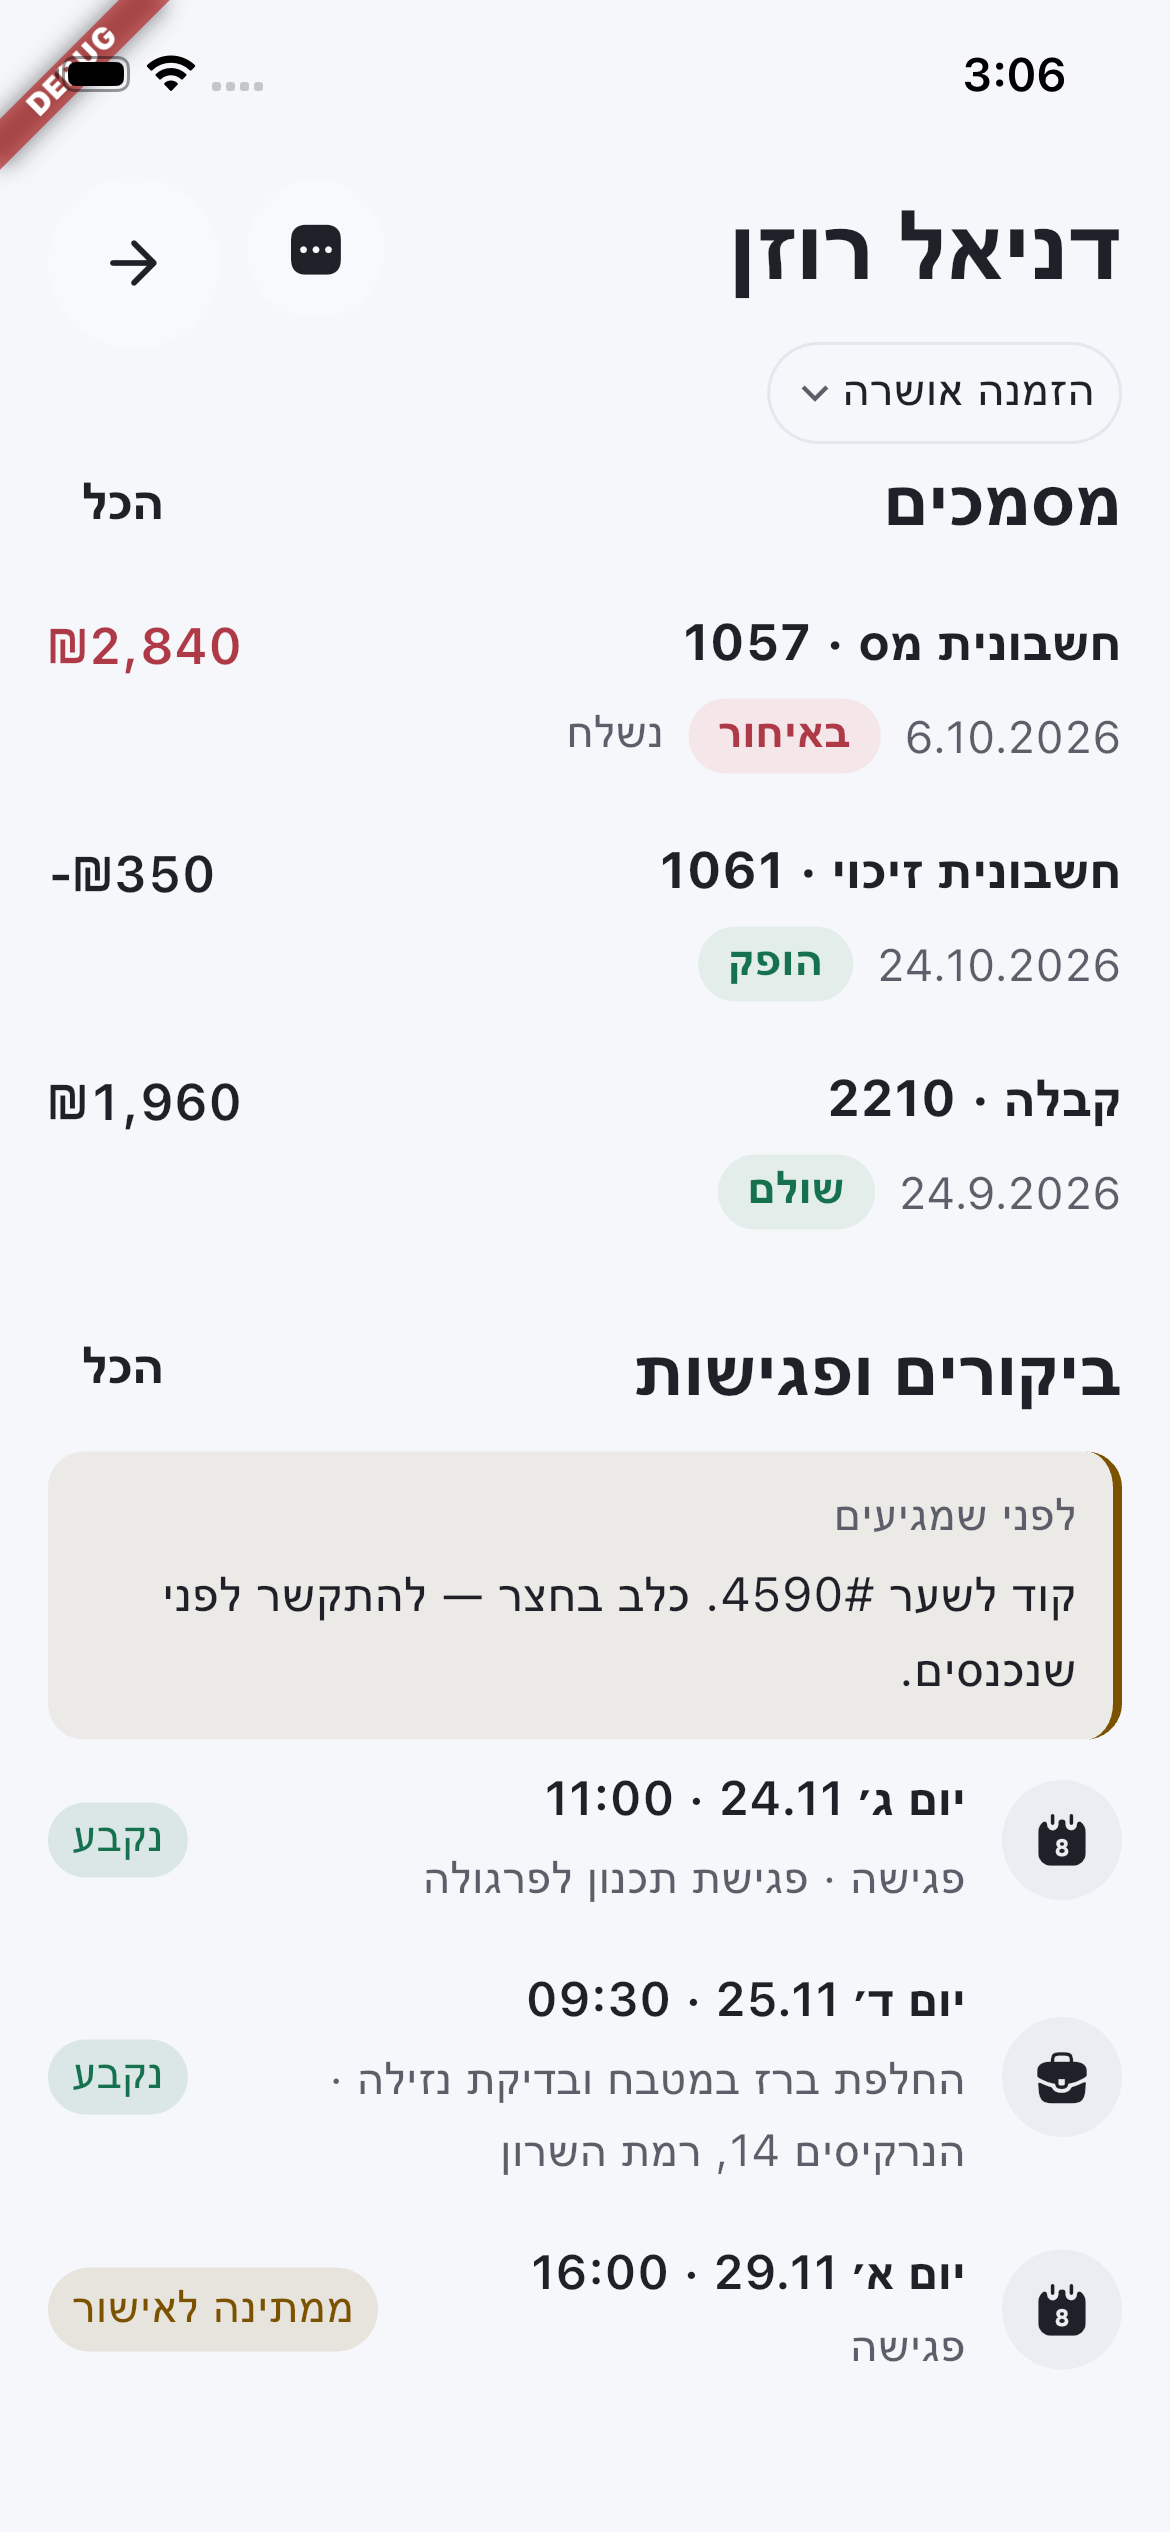 DEBUG
3:06
דניאל רוזן
הזמנה אושרה
מסמכים
הכל
חשבונית מס · 1057
₪2,840
6.10.2026 באיחור נשלח
חשבונית זיכוי · 1061
-₪350
24.10.2026 הופק
קבלה · 2210
₪1,960
24.9.2026 שולם
ביקורים ופגישות
הכל
לפני שמגיעים
קוד לשער #4590. כלב בחצר — להתקשר לפני
שנכנסים.
יום ג׳ 24.11 · 11:00
נקבע
פגישה · פגישת תכנון לפרגולה
יום ד׳ 25.11 · 09:30
נקבע
החלפת ברז במטבח ובדיקת נזילה ·
הנרקיסים 14, רמת השרון
יום א׳ 29.11 · 16:00
ממתינה לאישור
פגישה